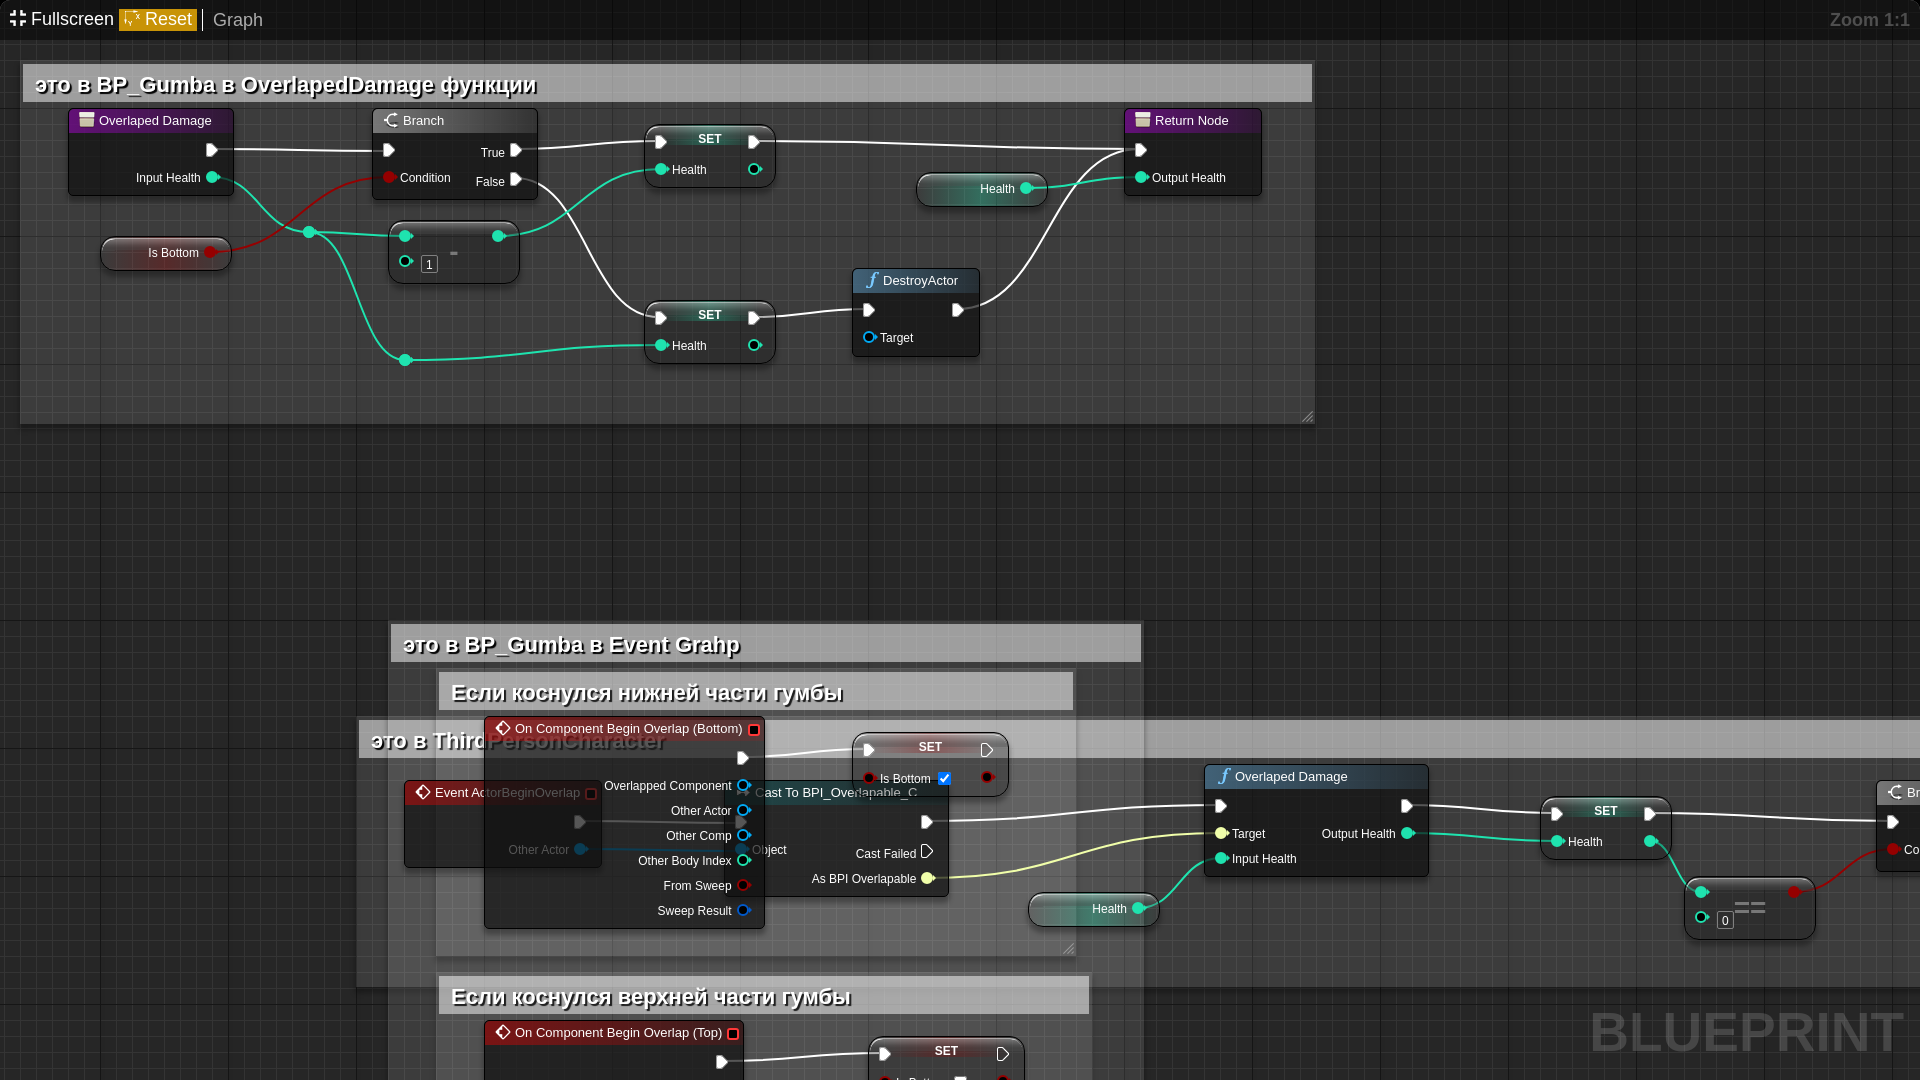 Fullscreen Reset Graph Zoom 1:1
это в BP_Gumba в OverlapedDamage функции
Overlaped Damage
Input Health
Is Bottom
Branch
True
Condition
False
1
-
SET
Health
SET
Health
DestroyActor
Target
Health
Return Node
Output Health
это в BP_Gumba в Event Grahp
Если коснулся нижней части гумбы
это в ThirdPersonCharacter
On Component Begin Overlap (Bottom)
Overlapped Component
Other Actor
Other Comp
Other Body Index
From Sweep
Sweep Result
SET
Is Bottom
Event ActorBeginOverlap
Other Actor
Cast To BPI_Overlapable_C
Object
Cast Failed
As BPI Overlapable
Health
Overlaped Damage
Target
Output Health
Input Health
SET
Health
0
==
Br
Co
Если коснулся верхней части гумбы
On Component Begin Overlap (Top)
SET
BLUEPRINT